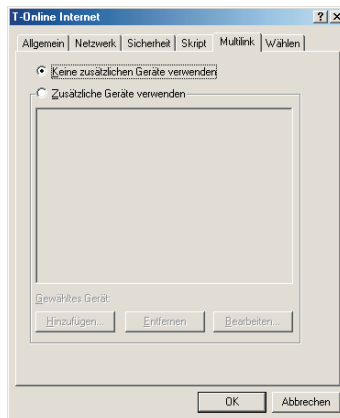 T-Online Internet
Allgemein Netzwerk Sicherheit Skript Multilink Wählen
Keine zusätzlichen Geräte verwenden
Zusätzliche Geräte verwenden
Gewähltes Gerät:
Hinzufügen... Entfernen Bearbeiten...
OK Abbrechen